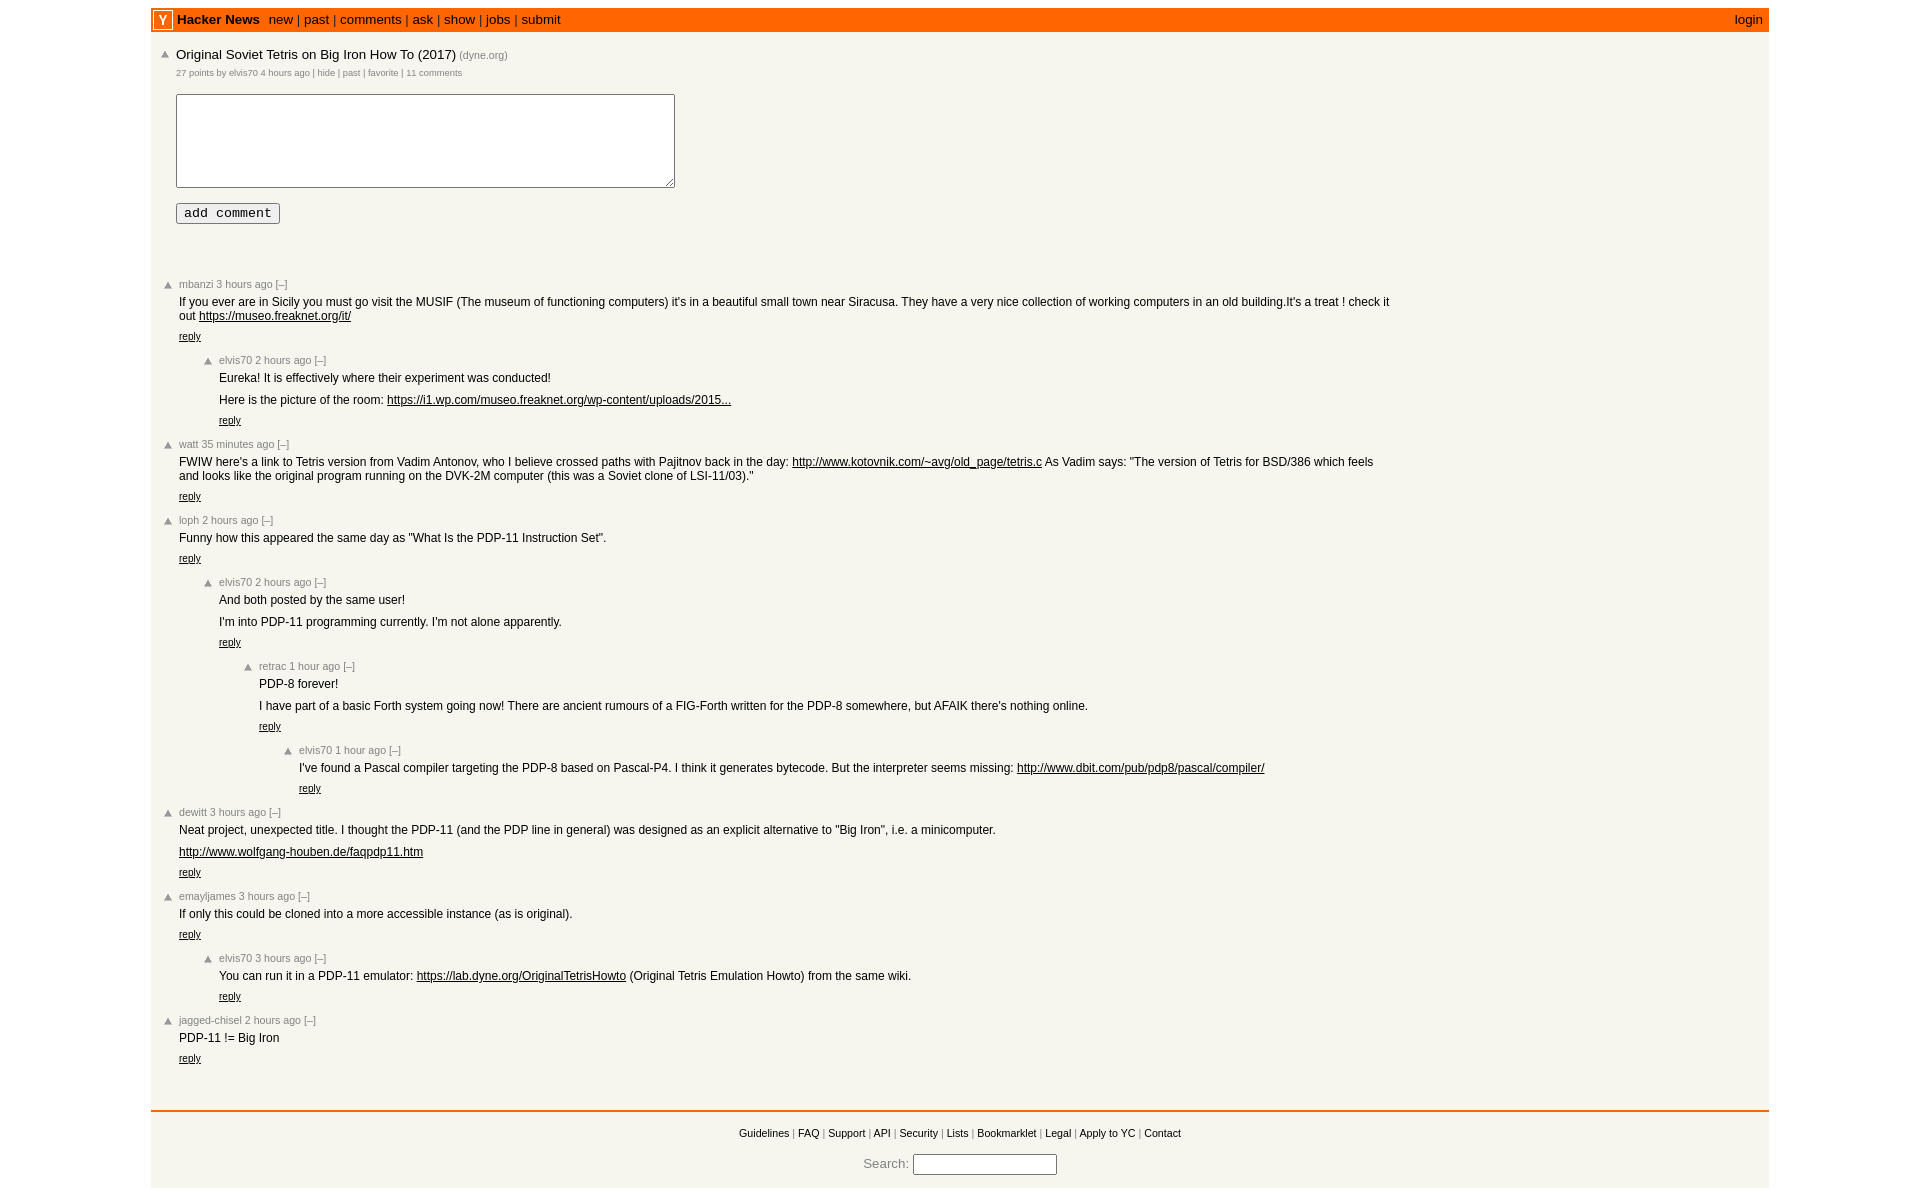 Y Hacker News new | past | comments | ask | show | jobs | submit login
Original Soviet Tetris on Big Iron How To (2017) (dyne.org)
27 points by elvis70 4 hours ago | hide | past | favorite | 11 comments
add comment
mbanzi 3 hours ago [–]
If you ever are in Sicily you must go visit the MUSIF (The museum of functioning computers) it's in a beautiful small town near Siracusa. They have a very nice collection of working computers in an old building.It's a treat ! check it
out https://museo.freaknet.org/it/
reply
elvis70 2 hours ago [–]
Eureka! It is effectively where their experiment was conducted!
Here is the picture of the room: https://i1.wp.com/museo.freaknet.org/wp-content/uploads/2015...
reply
watt 35 minutes ago [–]
FWIW here's a link to Tetris version from Vadim Antonov, who I believe crossed paths with Pajitnov back in the day: http://www.kotovnik.com/~avg/old_page/tetris.c As Vadim says: "The version of Tetris for BSD/386 which feels
and looks like the original program running on the DVK-2M computer (this was a Soviet clone of LSI-11/03)."
reply
loph 2 hours ago [–]
Funny how this appeared the same day as "What Is the PDP-11 Instruction Set".
reply
elvis70 2 hours ago [–]
And both posted by the same user!
I'm into PDP-11 programming currently. I'm not alone apparently.
reply
retrac 1 hour ago [–]
PDP-8 forever!
I have part of a basic Forth system going now! There are ancient rumours of a FIG-Forth written for the PDP-8 somewhere, but AFAIK there's nothing online.
reply
elvis70 1 hour ago [–]
I've found a Pascal compiler targeting the PDP-8 based on Pascal-P4. I think it generates bytecode. But the interpreter seems missing: http://www.dbit.com/pub/pdp8/pascal/compiler/
reply
dewitt 3 hours ago [–]
Neat project, unexpected title. I thought the PDP-11 (and the PDP line in general) was designed as an explicit alternative to "Big Iron", i.e. a minicomputer.
http://www.wolfgang-houben.de/faqpdp11.htm
reply
emayljames 3 hours ago [–]
If only this could be cloned into a more accessible instance (as is original).
reply
elvis70 3 hours ago [–]
You can run it in a PDP-11 emulator: https://lab.dyne.org/OriginalTetrisHowto (Original Tetris Emulation Howto) from the same wiki.
reply
jagged-chisel 2 hours ago [–]
PDP-11 != Big Iron
reply
Guidelines | FAQ | Support | API | Security | Lists | Bookmarklet | Legal | Apply to YC | Contact
Search: